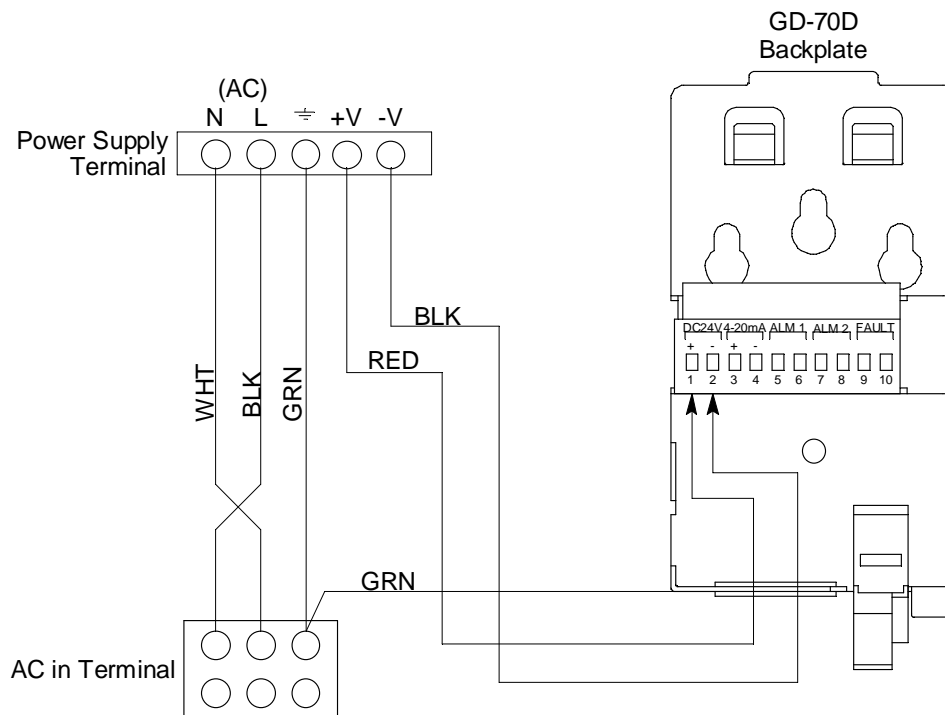 GD-70D
Backplate
(AC)
N L +V -V
Power Supply
Terminal
BLK
RED
WHT
BLK
GRN
DC24V 4-20mA ALM 1 ALM 2 FAULT
+ - + -
1 2 3 4 5 6 7 8 9 10
GRN
AC in Terminal